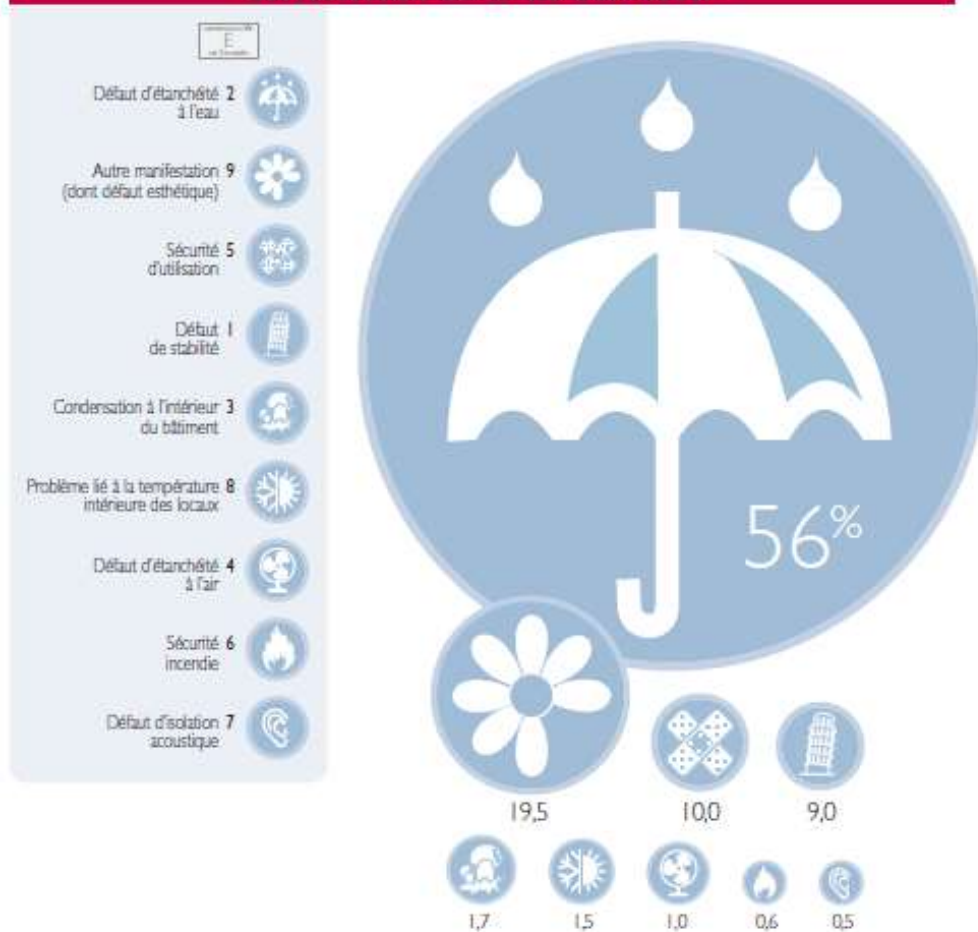 E
Défaut d'étanchéité 2
à l'eau
Autre manifestation 9
(dont défaut esthétique)
Sécurité 5
d'utilisation
Défaut 1
de stabilité
Condensation à l'intérieur 3
du bâtiment
Problème lié à la température 8
intérieure des locaux
Défaut d'étanchéité 4
à l'air
Sécurité 6
incendie
Défaut d'isolation 7
acoustique
56%
19,5
10,0
9,0
1,7
1,5
1,0
0,6
0,5